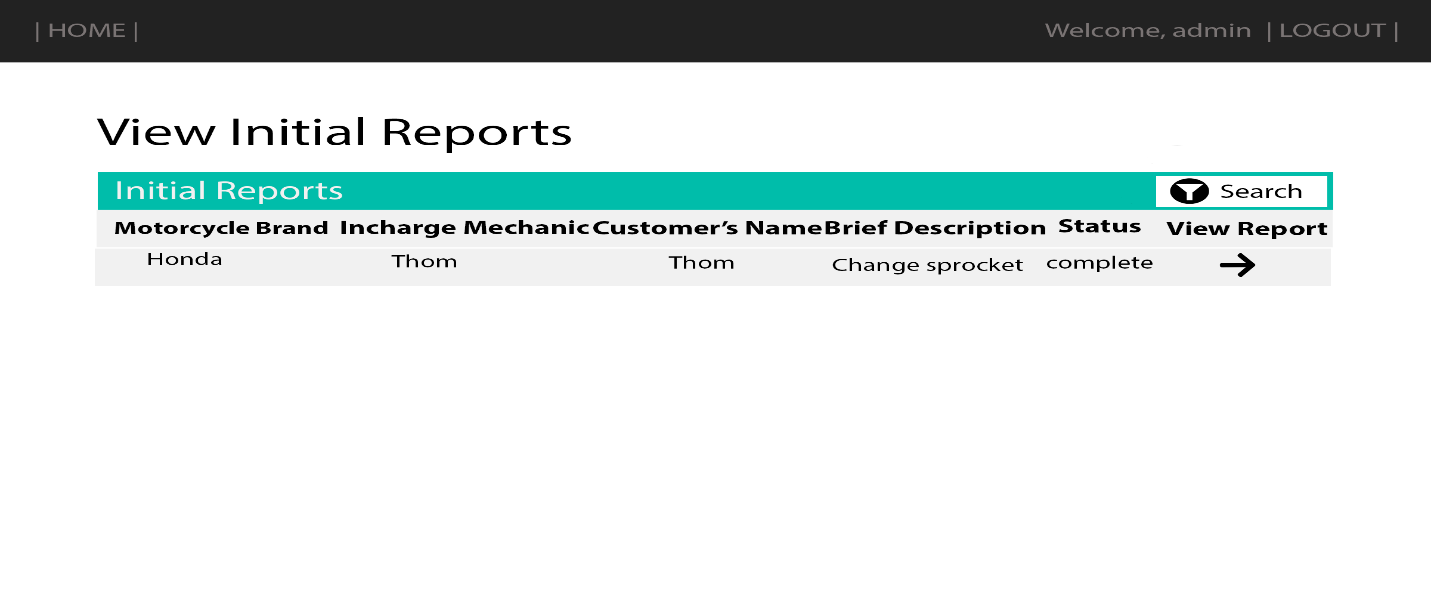 | HOME | Welcome, admin | LOGOUT |
View Initial Reports
Initial Reports Search
Motorcycle Brand Incharge Mechanic Customer’s Name Brief Description Status View Report
Honda Thom Thom Change sprocket complete